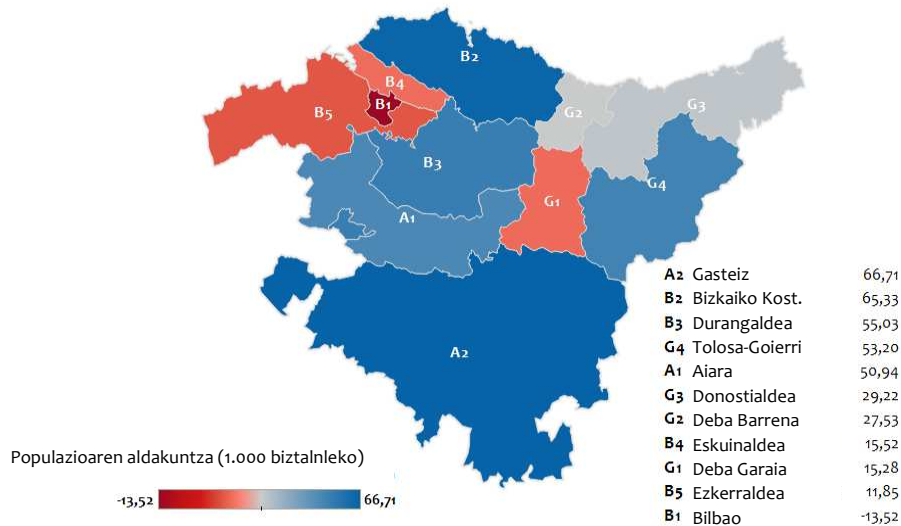 B2
B4
B1
B5
G2
G3
B3
G4
G1
A1
A2
A2 Gasteiz 66,71
B2 Bizkaiko Kost. 65,33
B3 Durangaldea 55,03
G4 Tolosa-Goierri 53,20
A1 Aiara 50,94
G3 Donostialdea 29,22
G2 Deba Barrena 27,53
B4 Eskuinaldea 15,52
G1 Deba Garaia 15,28
B5 Ezkerraldea 11,85
B1 Bilbao -13,52
Populazioaren aldakuntza (1.000 biztalnleko)
-13,52 66,71